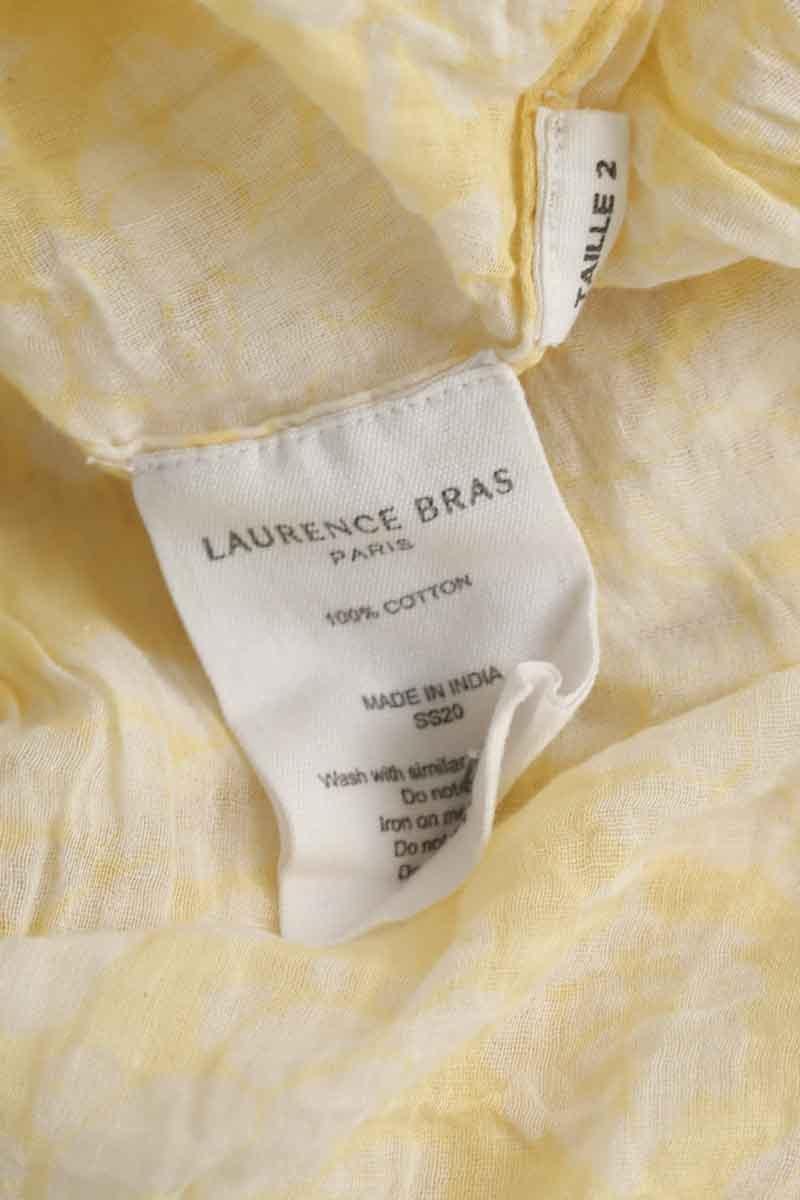 TAILLE 2
LAURENCE BRAS
PARIS
100% COTTON
MADE IN INDIA
SS20
Wash with similar
Do not
Iron on
Do not